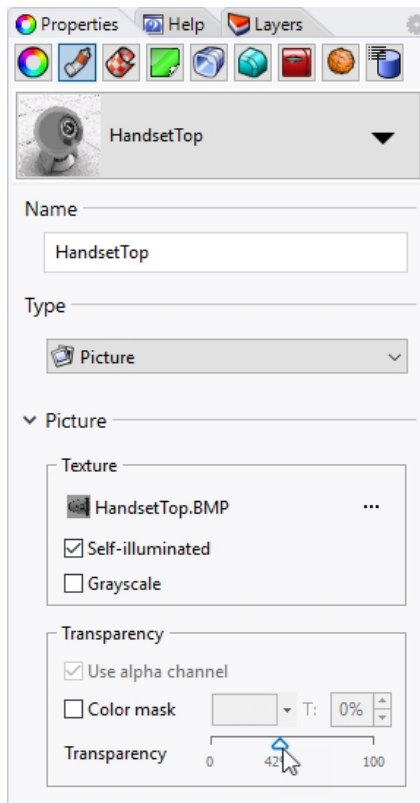 Properties Help Layers
HandsetTop
Name
HandsetTop
Type
Picture
Picture
Texture
HandsetTop.BMP ...
Self-illuminated
Grayscale
Transparency
Use alpha channel
Color mask T: 0%
Transparency 0 42% 100